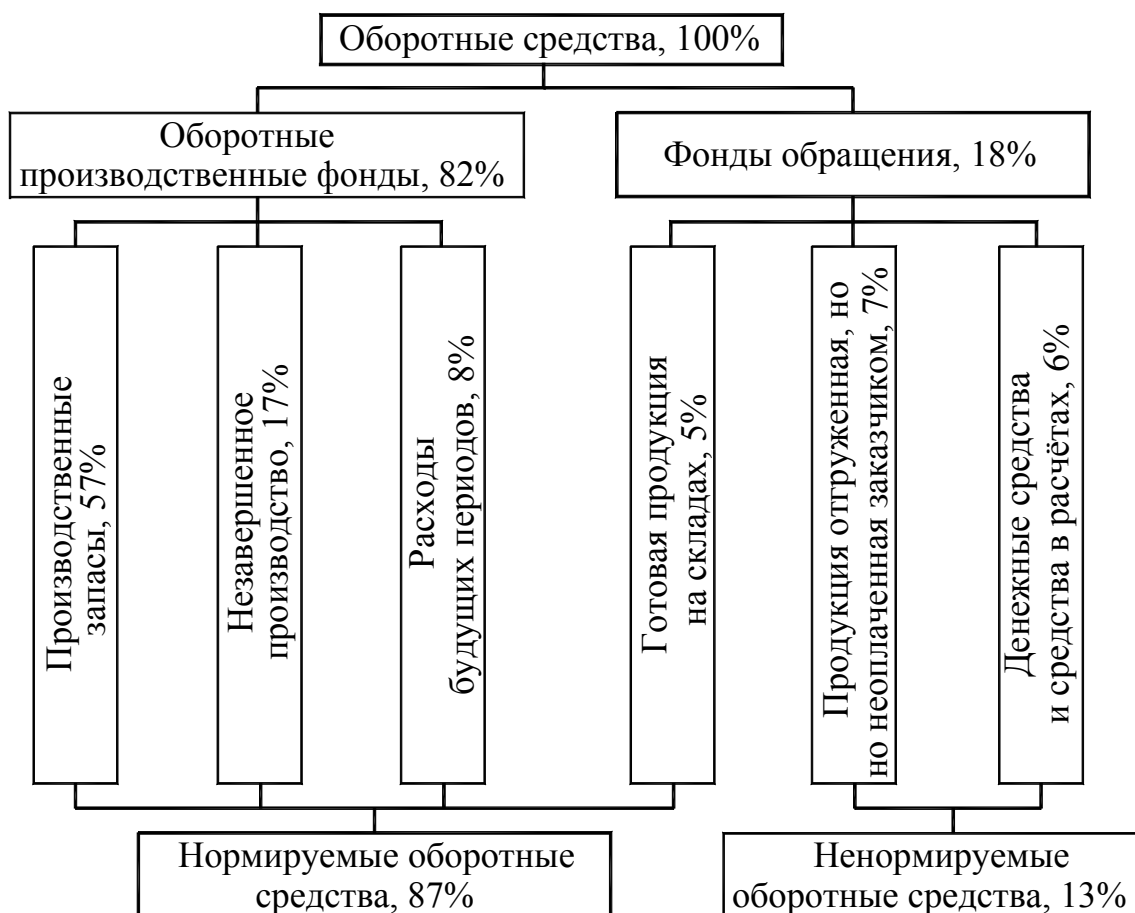 Оборотные средства, 100%
Оборотные
производственные фонды, 82%
Фонды обращения, 18%
Производственные
запасы, 57%
Незавершенное
производство, 17%
Расходы
будущих периодов, 8%
Готовая продукция
на складах, 5%
Продукция отгруженная, но
но неоплаченная заказчиком, 7%
Денежные средства
и средства в расчётах, 6%
Нормируемые оборотные
средства, 87%
Ненормируемые
оборотные средства, 13%